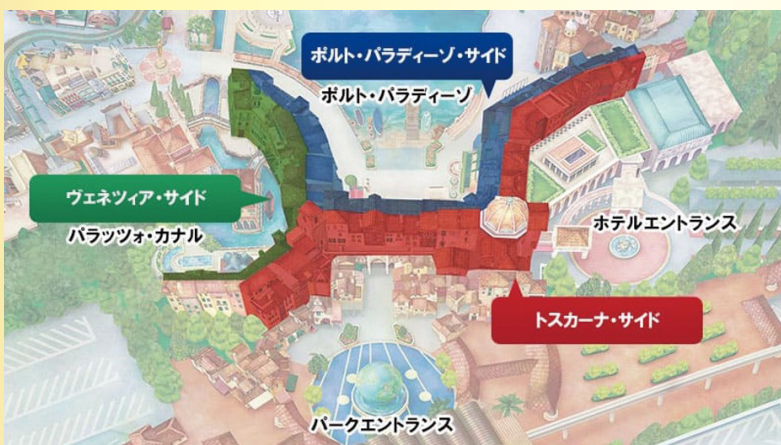 ポルト・パラディーゾ・サイド
ポルト・パラディーゾ
ヴェネツィア・サイド
パラッツォ・カナル
ホテルエントランス
トスカーナ・サイド
パークエントランス